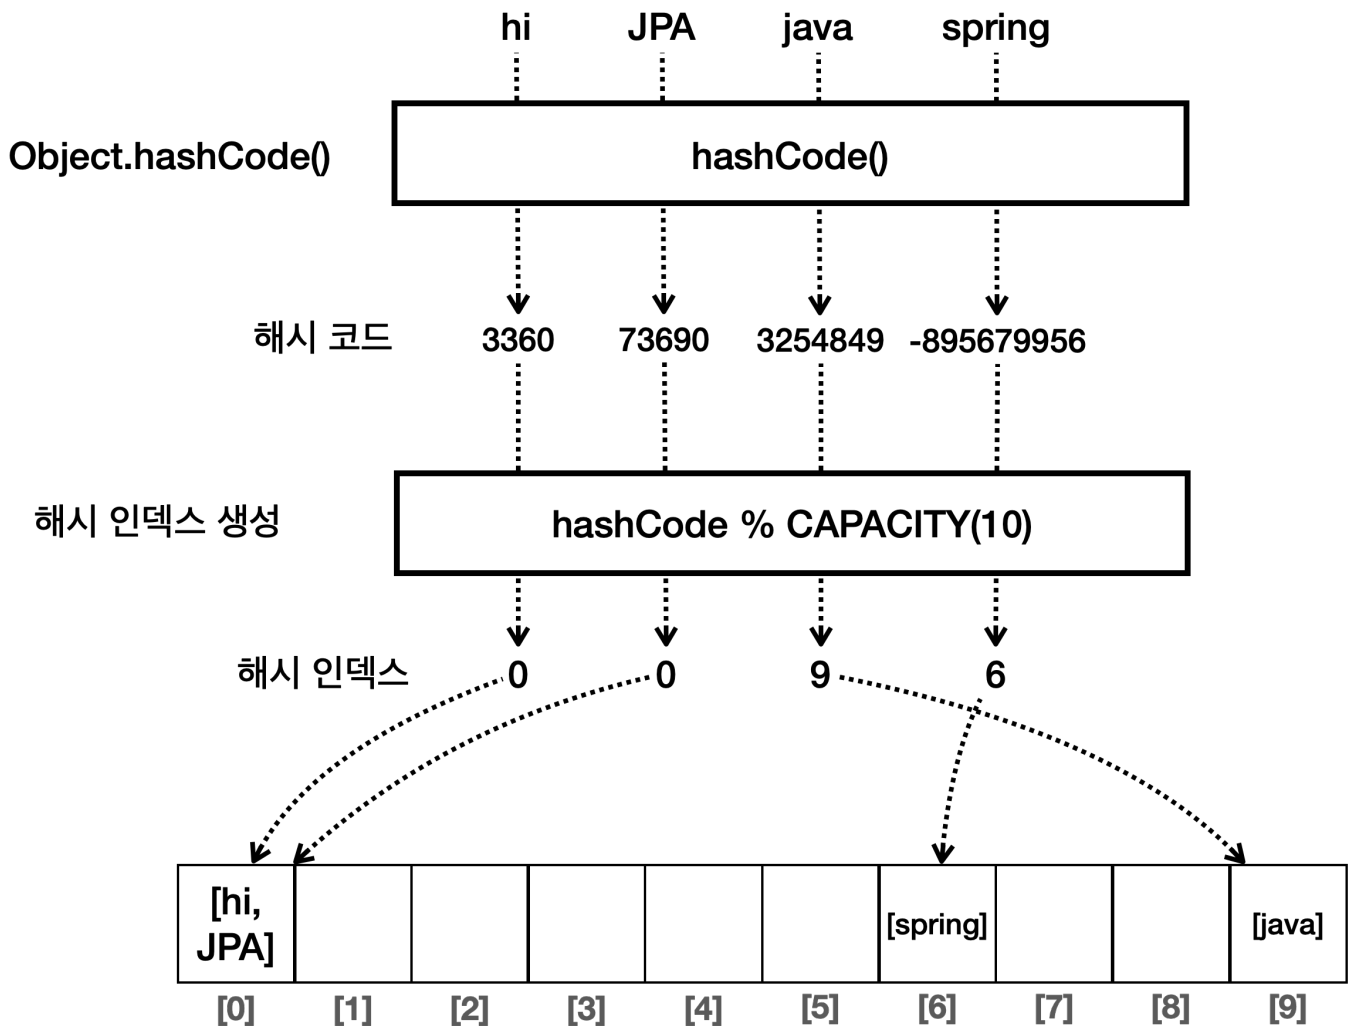 hi JPA java spring
Object.hashCode() hashCode()
해시 코드 3360 73690 3254849 -895679956
해시 인덱스 생성 hashCode % CAPACITY(10)
해시 인덱스 0 0 9 6
[hi,
JPA] [spring] [java]
[0] [1] [2] [3] [4] [5] [6] [7] [8] [9]